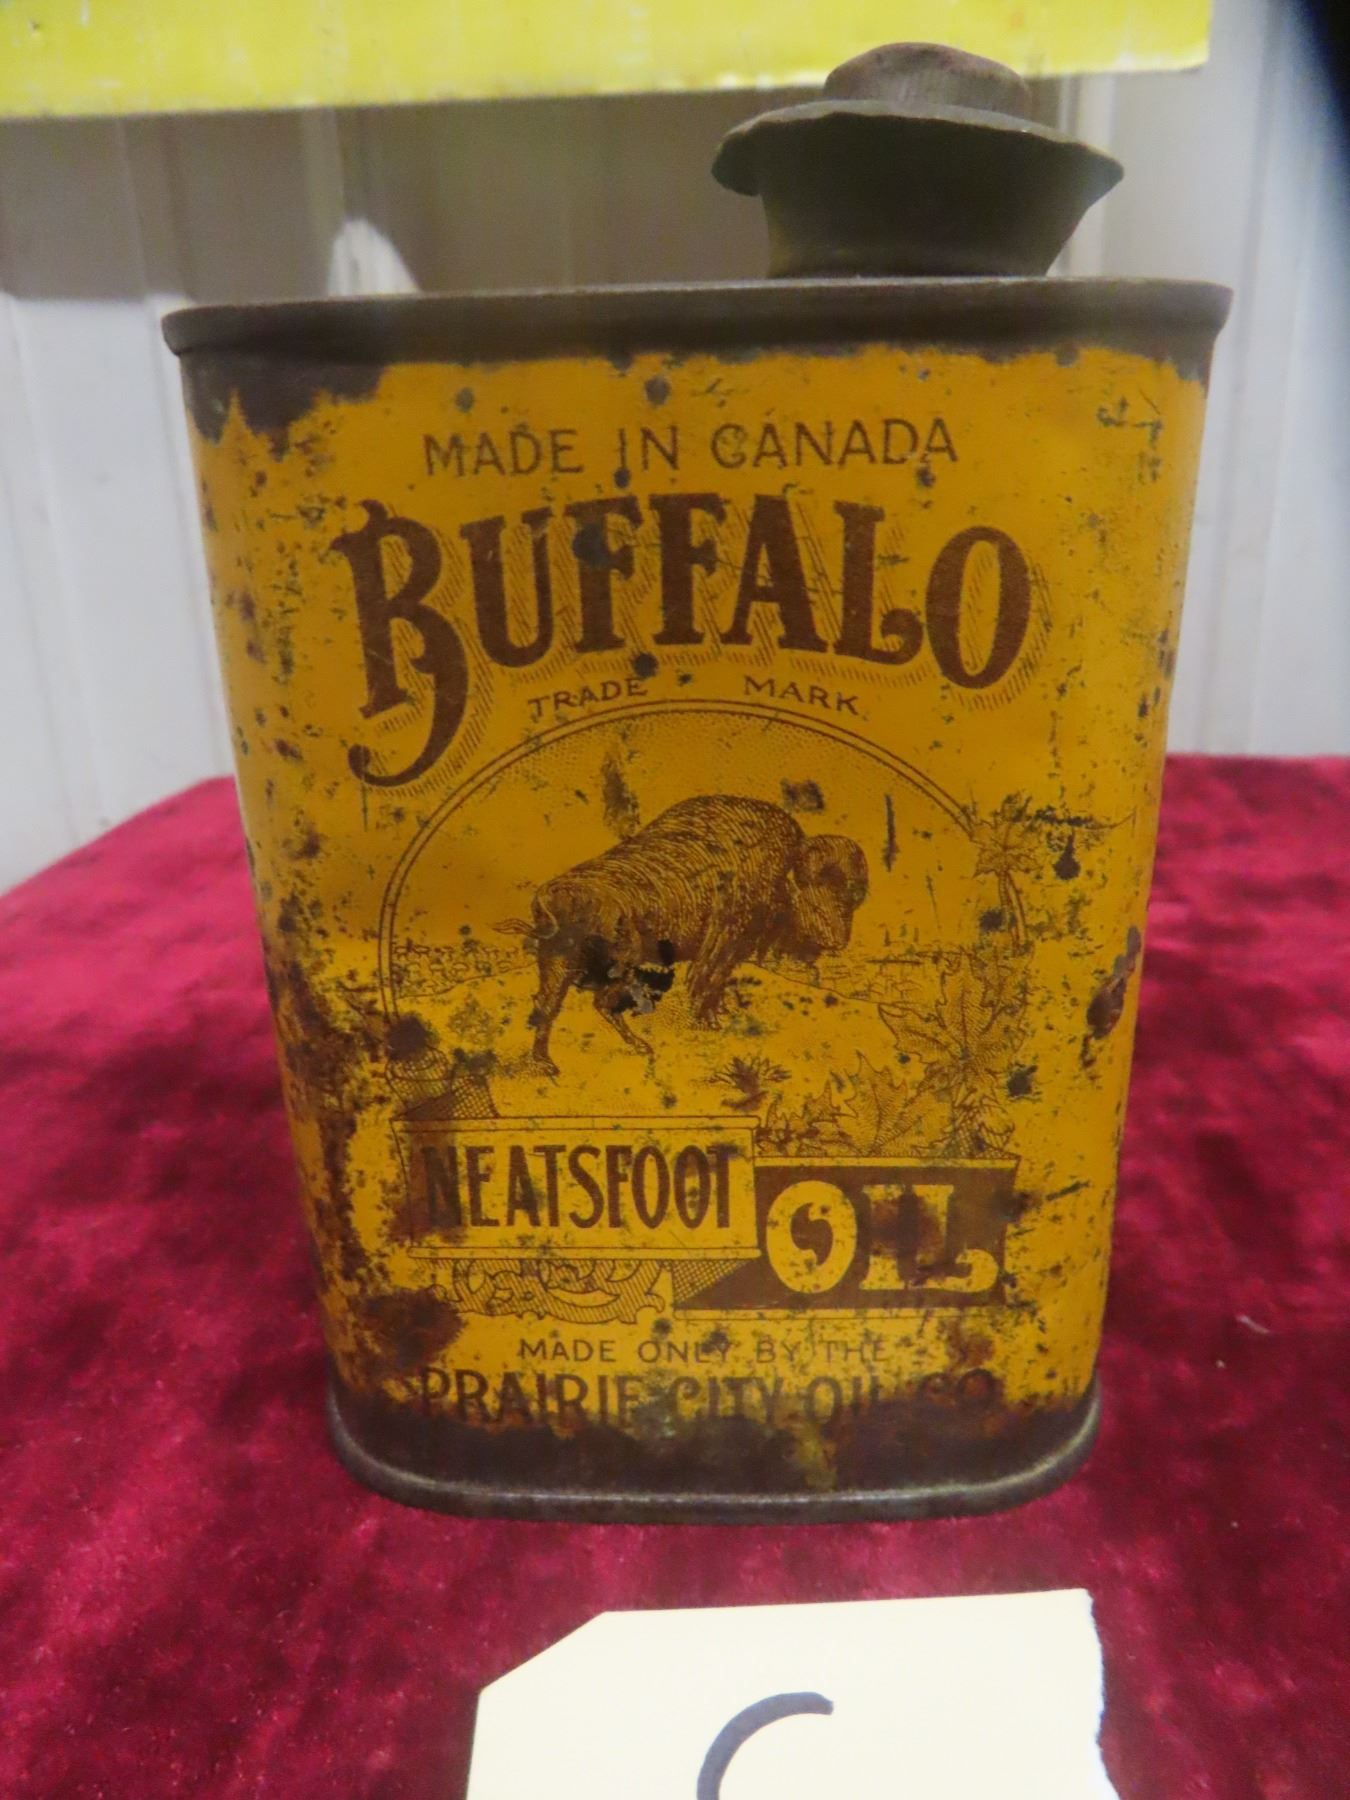 MADE IN CANADA
BUFFALO
TRADE MARK
NEATSFOOT
OIL
MADE ONLY BY THE
PRAIRIE CITY OIL CO